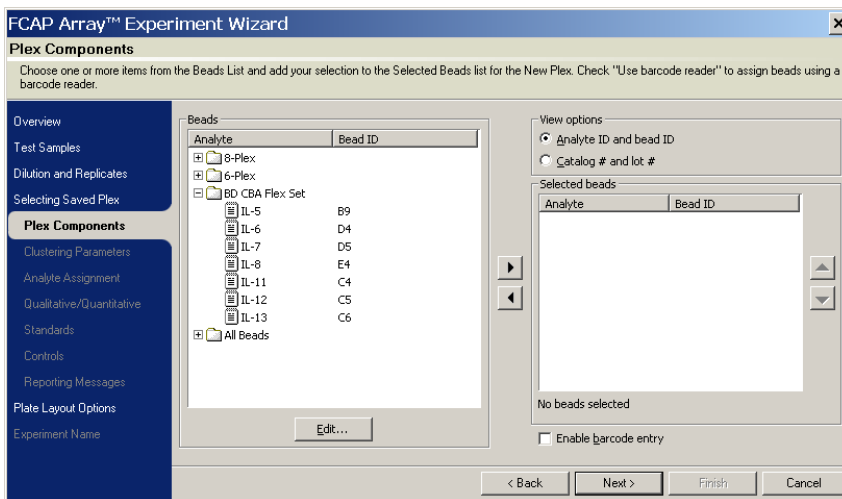 FCAP Array™ Experiment Wizard
Plex Components
Choose one or more items from the Beads List and add your selection to the Selected Beads list for the New Plex. Check "Use barcode reader" to assign beads using a
barcode reader.
Overview
Test Samples
Dilution and Replicates
Selecting Saved Plex
Plex Components
Clustering Parameters
Analyte Assignment
Qualitative/Quantitative
Standards
Controls
Reporting Messages
Plate Layout Options
Experiment Name
Beads
Analyte Bead ID
8-Plex
6-Plex
BD CBA Flex Set
IL-5 B9
IL-6 D4
IL-7 D5
IL-8 E4
IL-11 C4
IL-12 C5
IL-13 C6
All Beads
Edit...
View options
Analyte ID and bead ID
Catalog # and lot #
Selected beads
Analyte Bead ID
No beads selected
Enable barcode entry
< Back Next > Finish Cancel